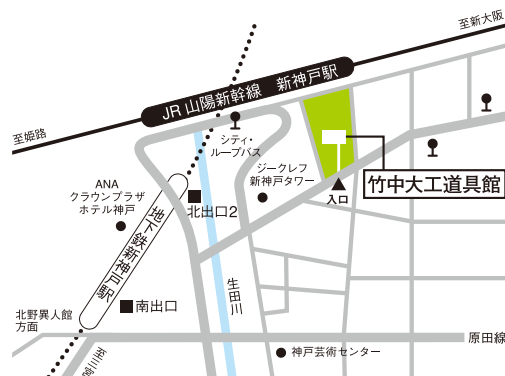 至新大阪
JR 山陽新幹線　新神戸駅
至姫路
シティ・
ループバス
ジークレフ
新神戸タワー
竹中大工道具館
入口
ANA
クラウンプラザ
ホテル神戸
北出口2
地下鉄新神戸駅
生田川
南出口
北野異人館
方面
原田線
至三宮
神戸芸術センター